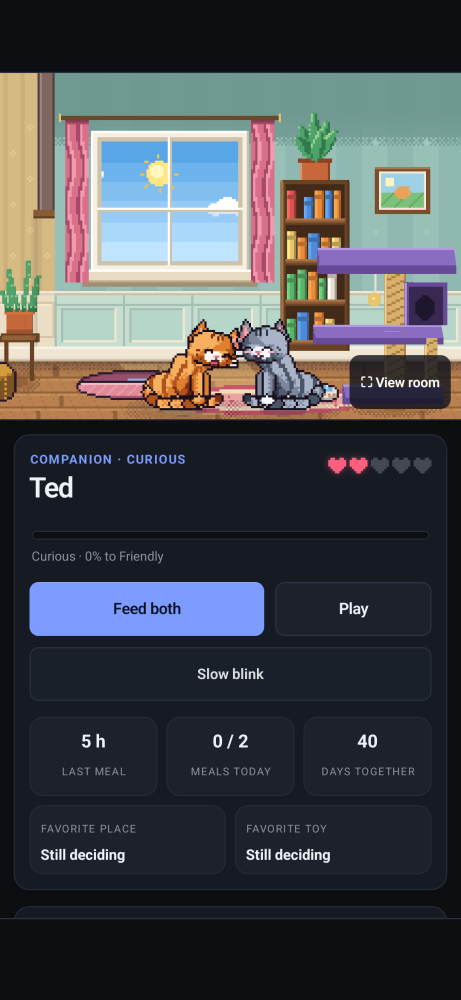 View room
COMPANION · CURIOUS
Ted
Curious · 0% to Friendly
Feed both
Play
Slow blink
5 h
LAST MEAL
0 / 2
MEALS TODAY
40
DAYS TOGETHER
FAVORITE PLACE
Still deciding
FAVORITE TOY
Still deciding